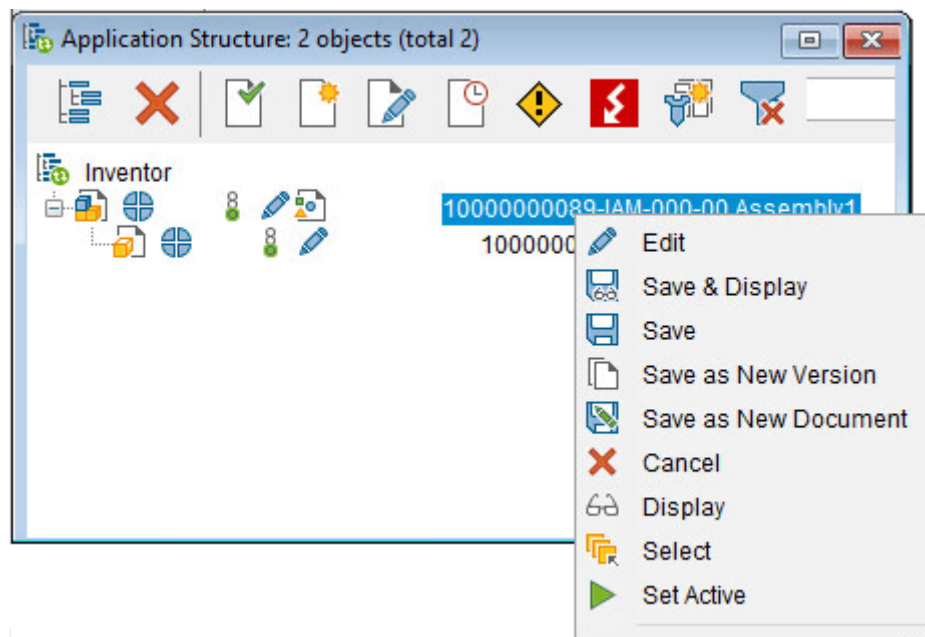 Application Structure: 2 objects (total 2)
Inventor
10000000089-IAM-000-00 Assembly1
1000000
Edit
Save & Display
Save
Save as New Version
Save as New Document
Cancel
Display
Select
Set Active